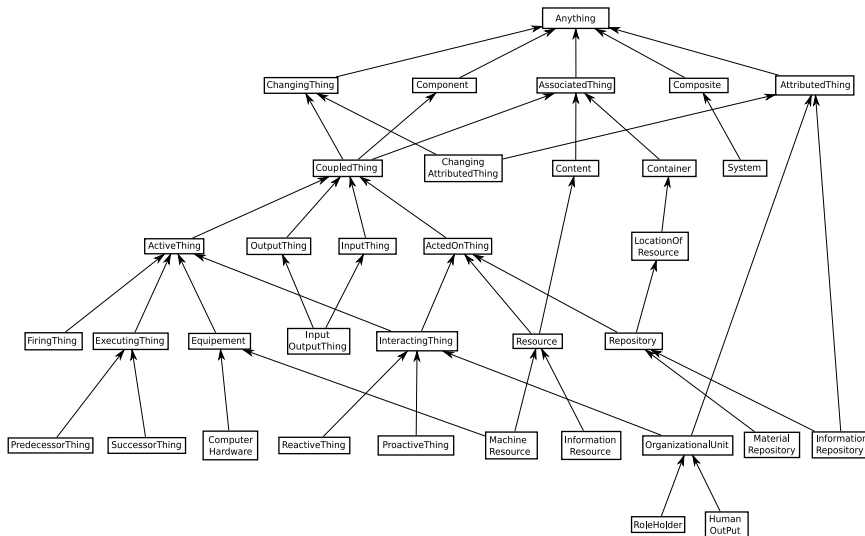 Anything
ChangingThing
Component
AssociatedThing
Composite
AttributedThing
CoupledThing
Changing
AttributedThing
Content
Container
System
ActiveThing
OutputThing
InputThing
ActedOnThing
LocationOf
Resource
FiringThing
ExecutingThing
Equipement
Input
OutputThing
InteractingThing
Resource
Repository
PredecessorThing
SuccessorThing
Computer
Hardware
ReactiveThing
ProactiveThing
Machine
Resource
Information
Resource
OrganizationalUnit
Material
Repository
Information
Repository
RoleHolder
Human
OutPut